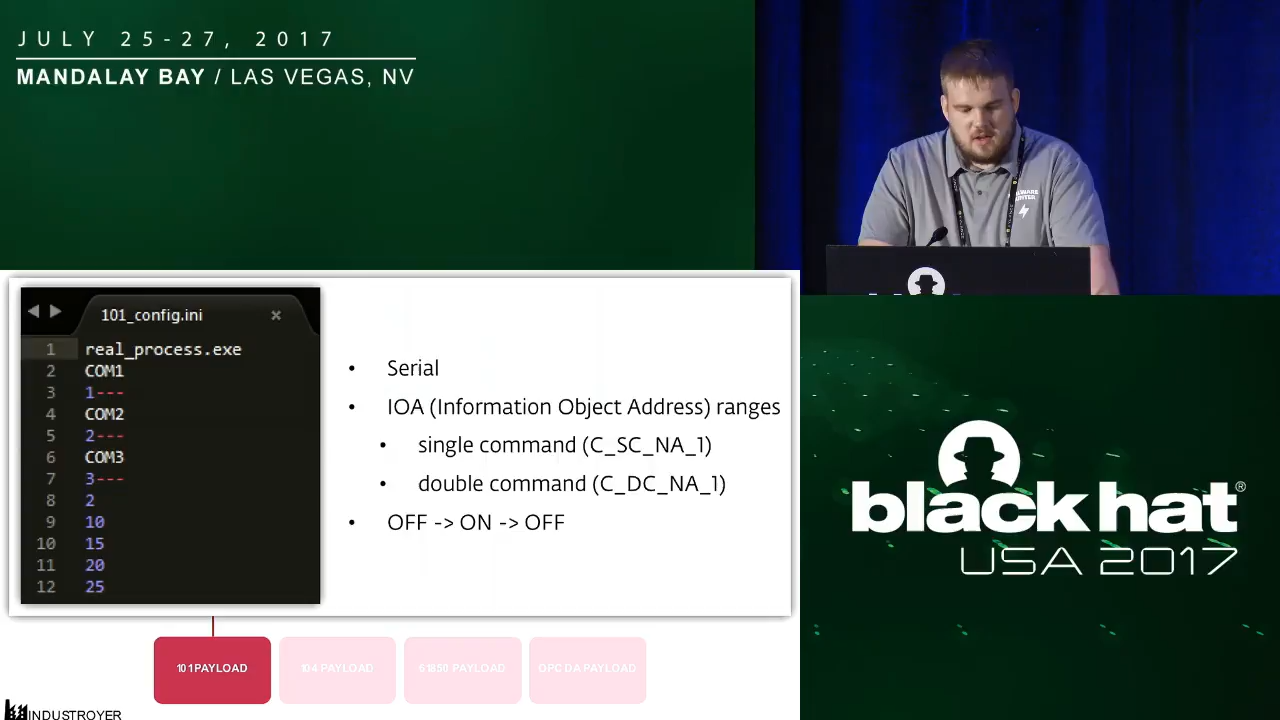 JULY 25-27, 2017
MANDALAY BAY / LAS VEGAS, NV
101_config.ini ×
1 real_process.exe
2 COM1
3 1---
4 COM2
5 2---
6 COM3
7 3---
8 2
9 10
10 15
11 20
12 25
• Serial
• IOA (Information Object Address) ranges
• single command (C_SC_NA_1)
• double command (C_DC_NA_1)
• OFF -> ON -> OFF
101 PAYLOAD
104 PAYLOAD
61850 PAYLOAD
OPC DA PAYLOAD
INDUSTROYER
black hat®
USA 2017